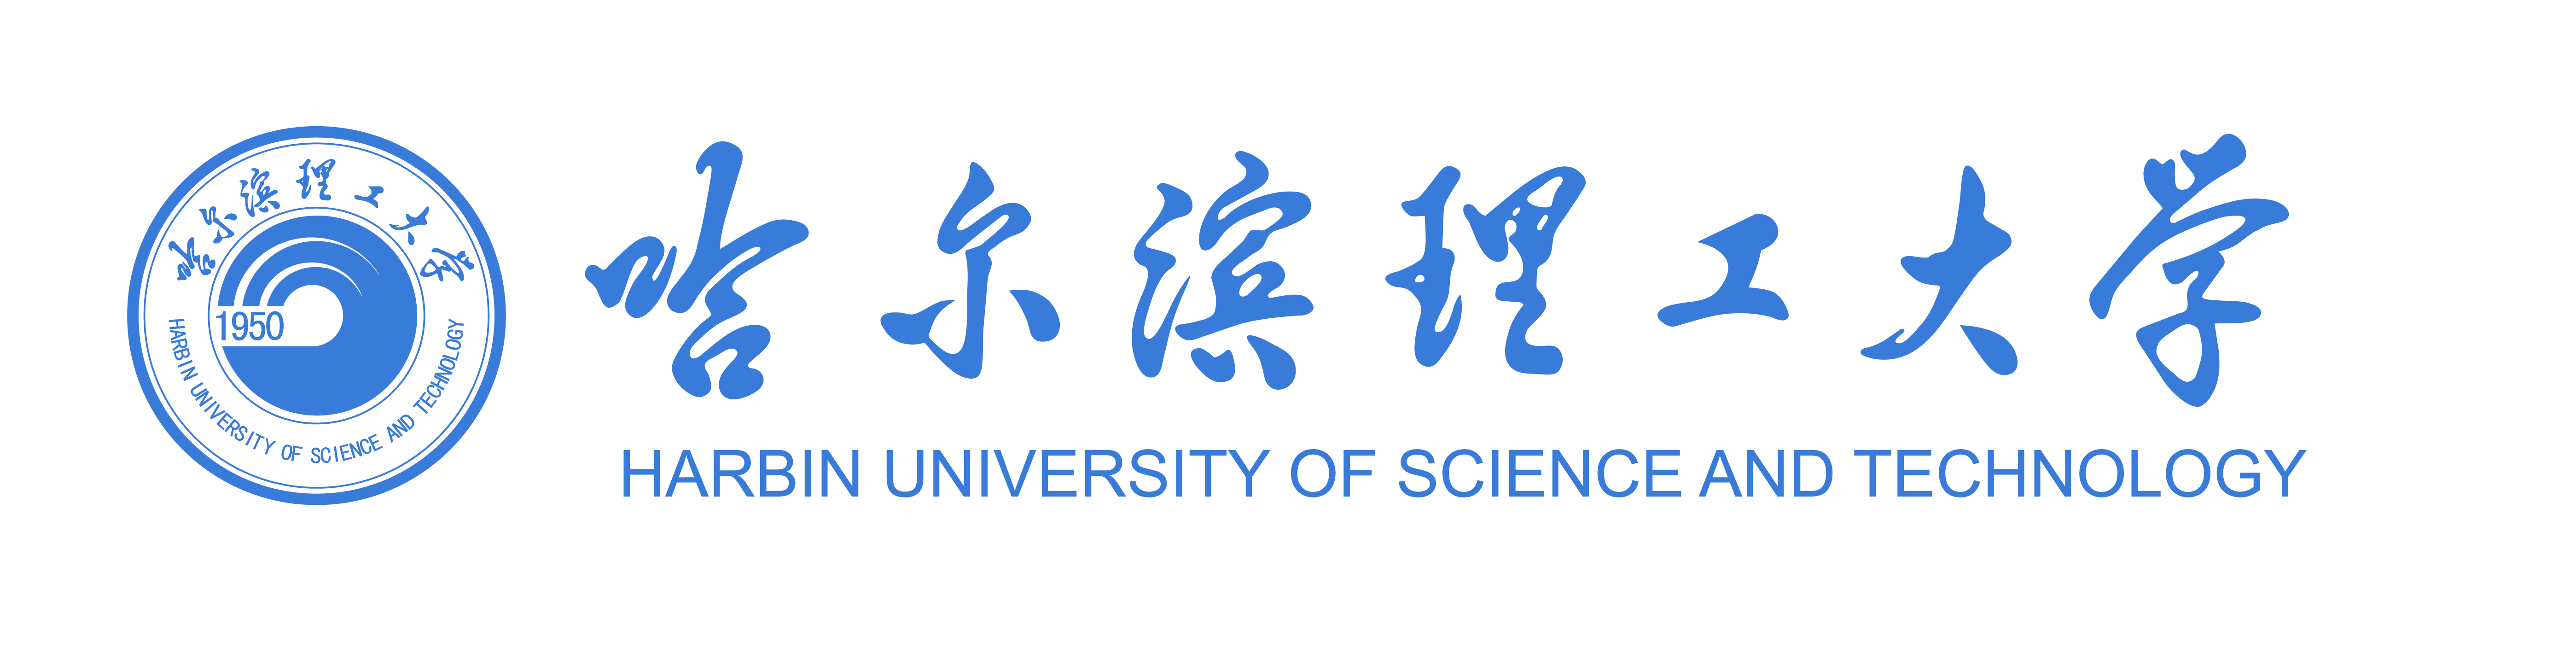 哈尔滨理工大学
1950
HARBIN UNIVERSITY OF SCIENCE AND TECHNOLOGY
哈尔滨理工大学
HARBIN UNIVERSITY OF SCIENCE AND TECHNOLOGY